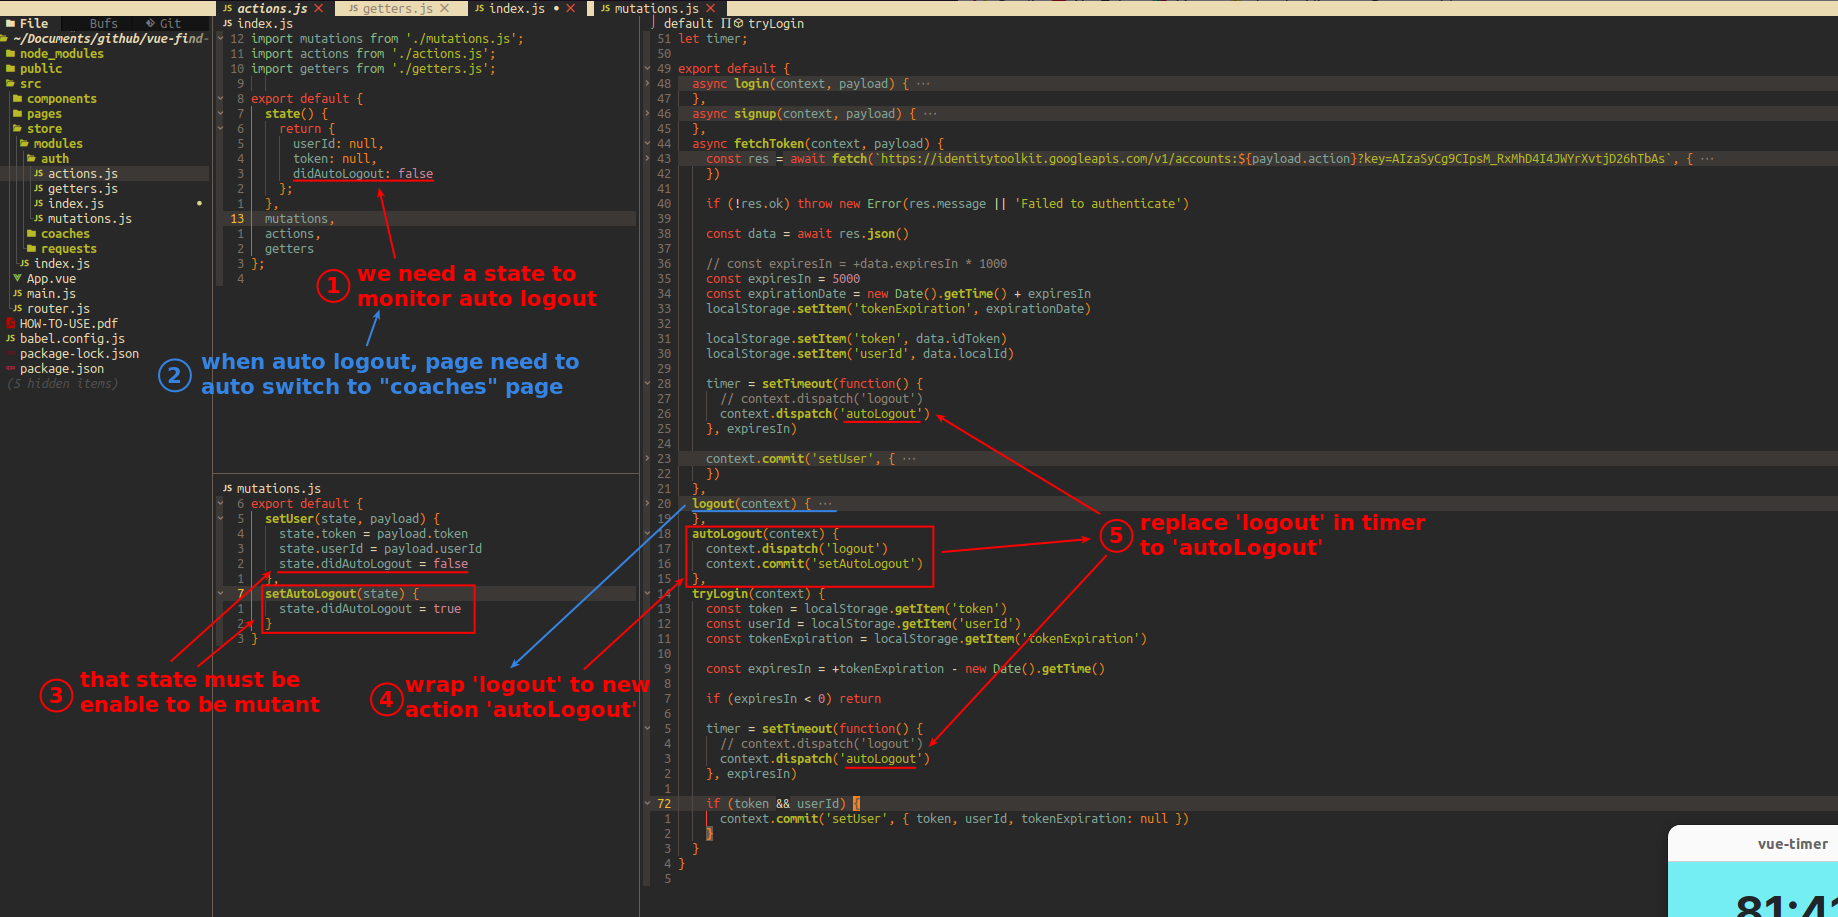 actions.js
getters.js
index.js
mutations.js
File Bufs Git
~/Documents/github/vue-find-
node_modules
public
src
components
pages
store
modules
auth
actions.js
getters.js
index.js
mutations.js
coaches
requests
index.js
App.vue
main.js
router.js
HOW-TO-USE.pdf
babel.config.js
package-lock.json
package.json
(5 hidden items)
index.js
12 import mutations from './mutations.js';
11 import actions from './actions.js';
10 import getters from './getters.js';
9
8 export default {
7 state() {
6 return {
5 userId: null,
4 token: null,
3 didAutoLogout: false
2 };
1 },
13 mutations,
1 actions,
2 getters
3 };
4
1 we need a state to
monitor auto logout
2 when auto logout, page need to
auto switch to "coaches" page
mutations.js
6 export default {
5 setUser(state, payload) {
4 state.token = payload.token
3 state.userId = payload.userId
2 state.didAutoLogout = false
1 },
7 setAutoLogout(state) {
1 state.didAutoLogout = true
2 }
3 }
3 that state must be
enable to be mutant
4 wrap 'logout' to new
action 'autoLogout'
default tryLogin
51 let timer;
50
49 export default {
48 async login(context, payload) { ···
47 },
46 async signup(context, payload) { ···
45 },
44 async fetchToken(context, payload) {
43 const res = await fetch(`https://identitytoolkit.googleapis.com/v1/accounts:${payload.action}?key=AIzaSyCg9CIpsM_RxMhD4I4JWYrXvtjD26hTbAs`, { ···
42 })
41
40 if (!res.ok) throw new Error(res.message || 'Failed to authenticate')
39
38 const data = await res.json()
37
36 // const expiresIn = +data.expiresIn * 1000
35 const expiresIn = 5000
34 const expirationDate = new Date().getTime() + expiresIn
33 localStorage.setItem('tokenExpiration', expirationDate)
32
31 localStorage.setItem('token', data.idToken)
30 localStorage.setItem('userId', data.localId)
29
28 timer = setTimeout(function() {
27 // context.dispatch('logout')
26 context.dispatch('autoLogout')
25 }, expiresIn)
24
23 context.commit('setUser', { ···
22 })
21 },
20 logout(context) { ···
19 },
18 autoLogout(context) {
17 context.dispatch('logout')
16 context.commit('setAutoLogout')
15 },
14 tryLogin(context) {
13 const token = localStorage.getItem('token')
12 const userId = localStorage.getItem('userId')
11 const tokenExpiration = localStorage.getItem('tokenExpiration')
10
9 const expiresIn = +tokenExpiration - new Date().getTime()
8
7 if (expiresIn < 0) return
6
5 timer = setTimeout(function() {
4 // context.dispatch('logout')
3 context.dispatch('autoLogout')
2 }, expiresIn)
1
72 if (token && userId) {
1 context.commit('setUser', { token, userId, tokenExpiration: null })
2 }
3 }
4 }
5
5 replace 'logout' in timer
to 'autoLogout'
vue-timer